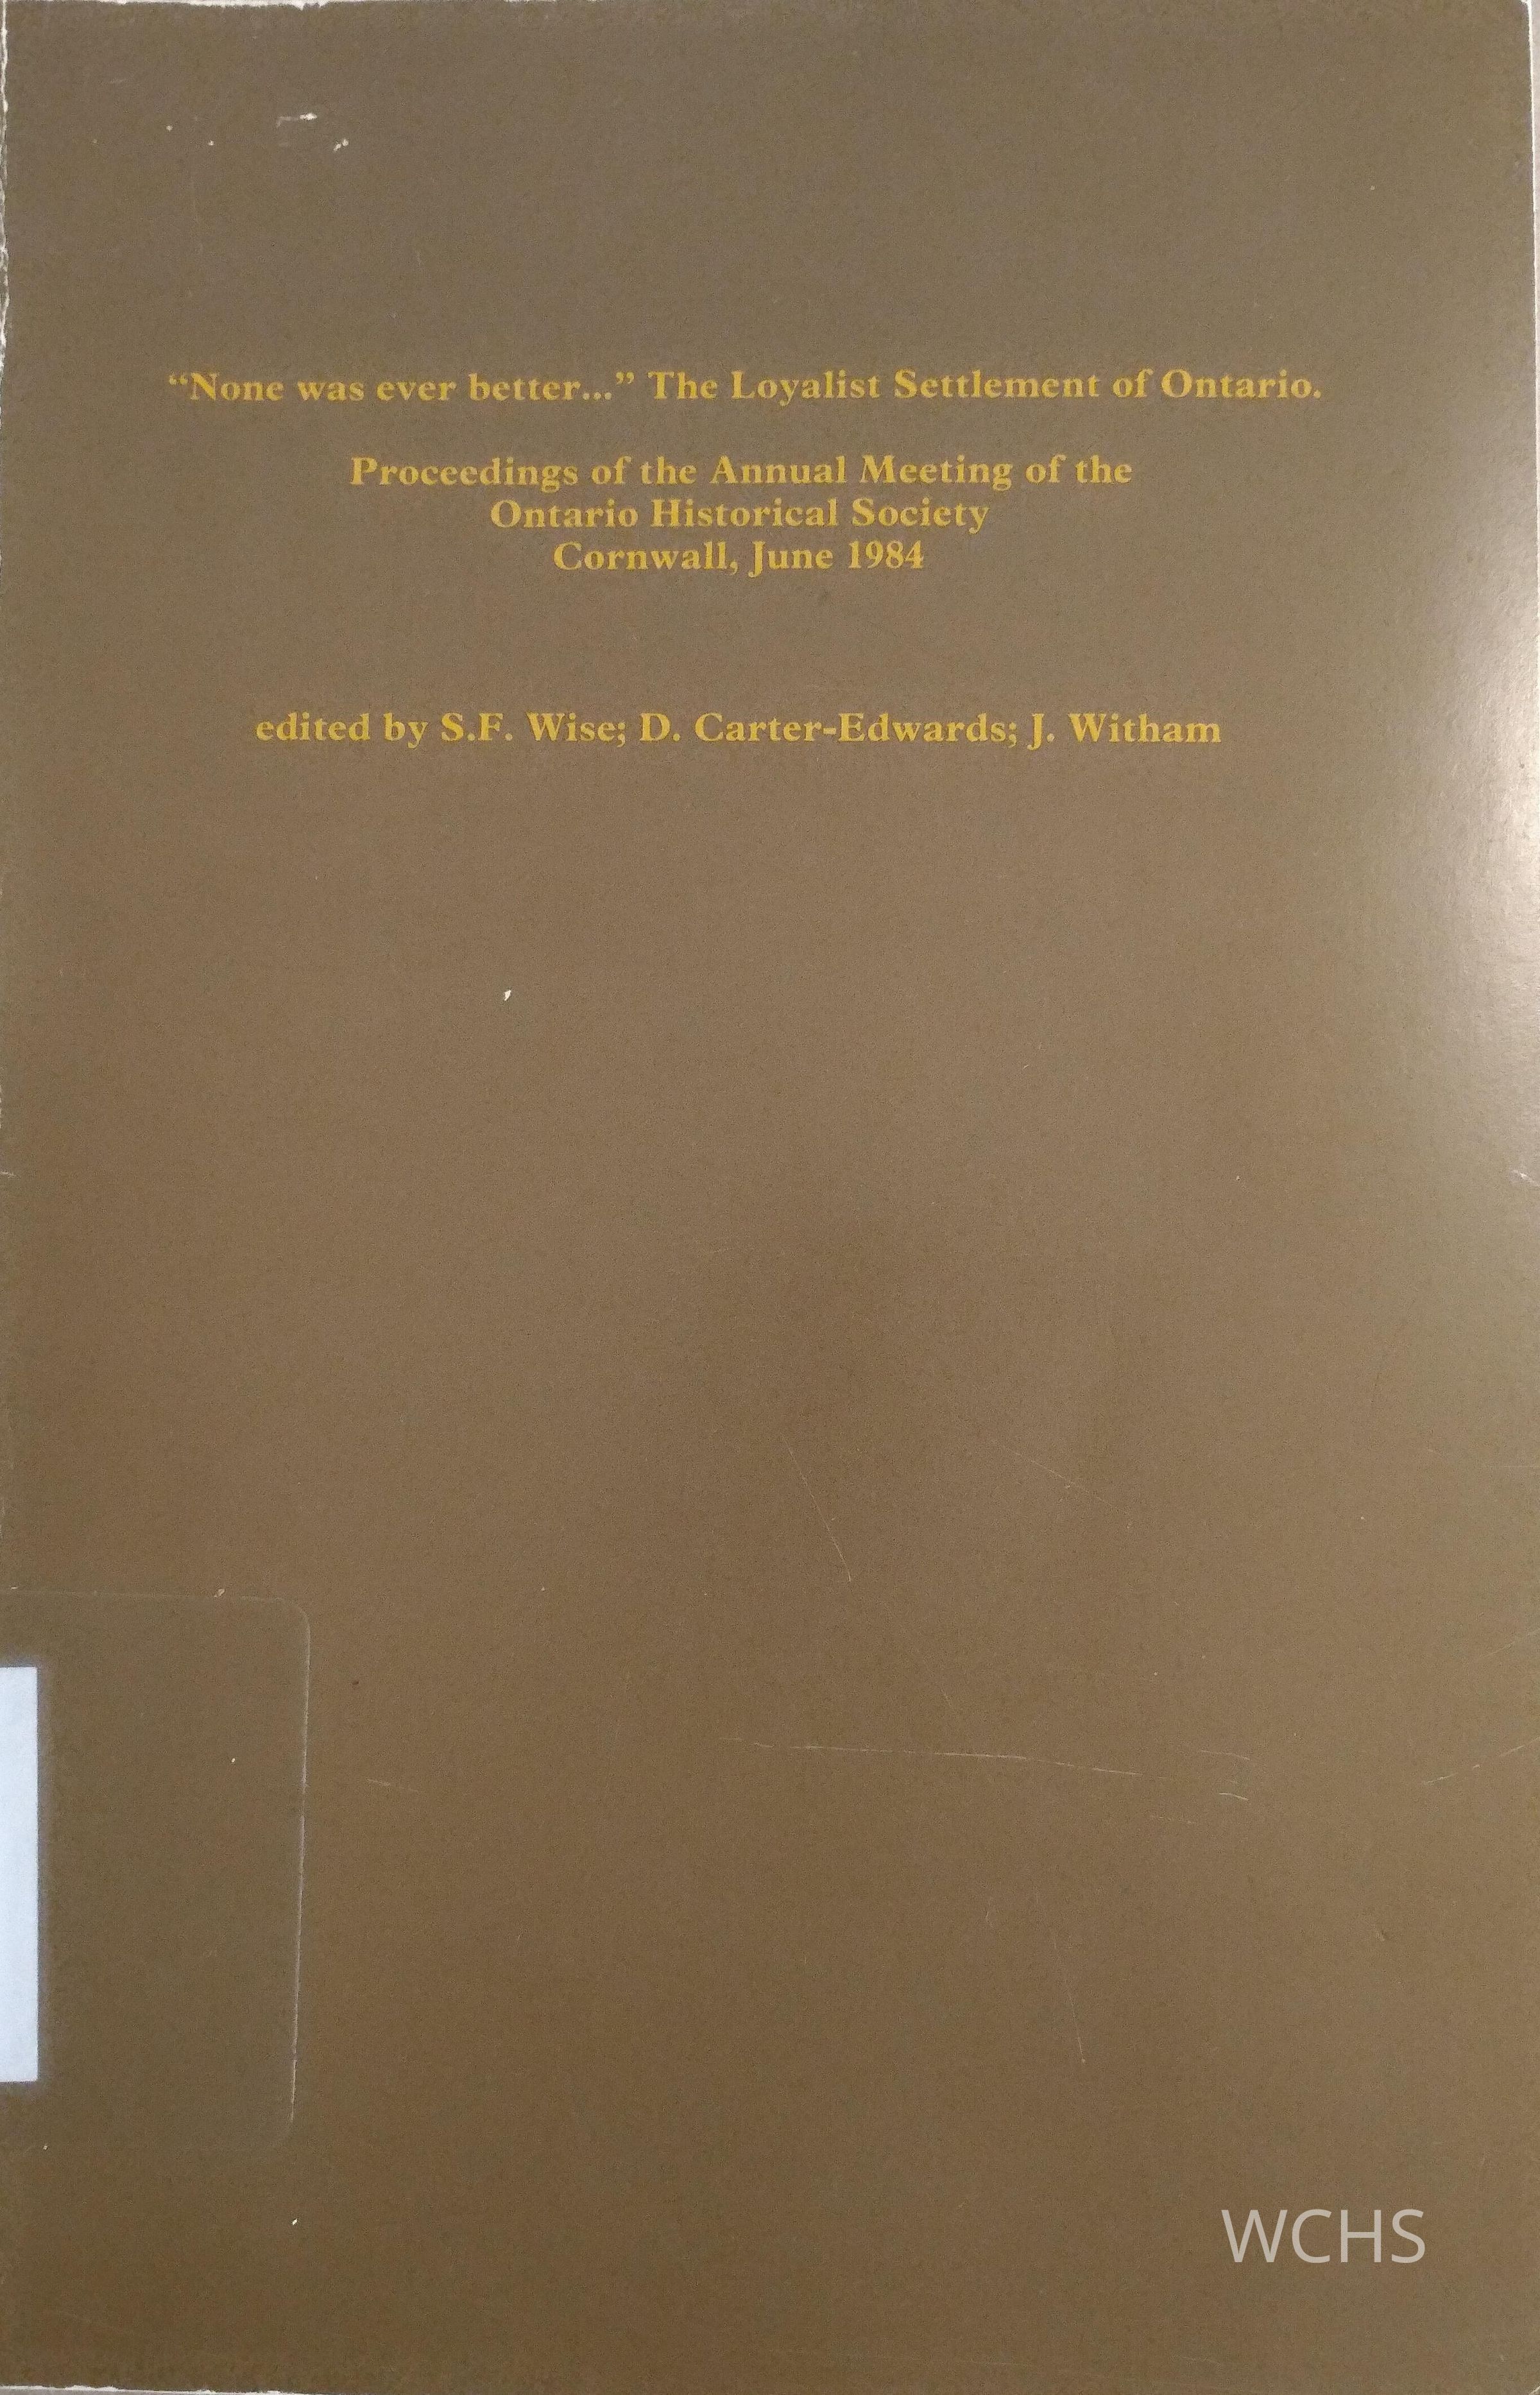 “None was ever better...” The Loyalist Settlement of Ontario.
Proceedings of the Annual Meeting of the
Ontario Historical Society
Cornwall, June 1984
edited by S.F. Wise; D. Carter-Edwards; J. Witham
WCHS